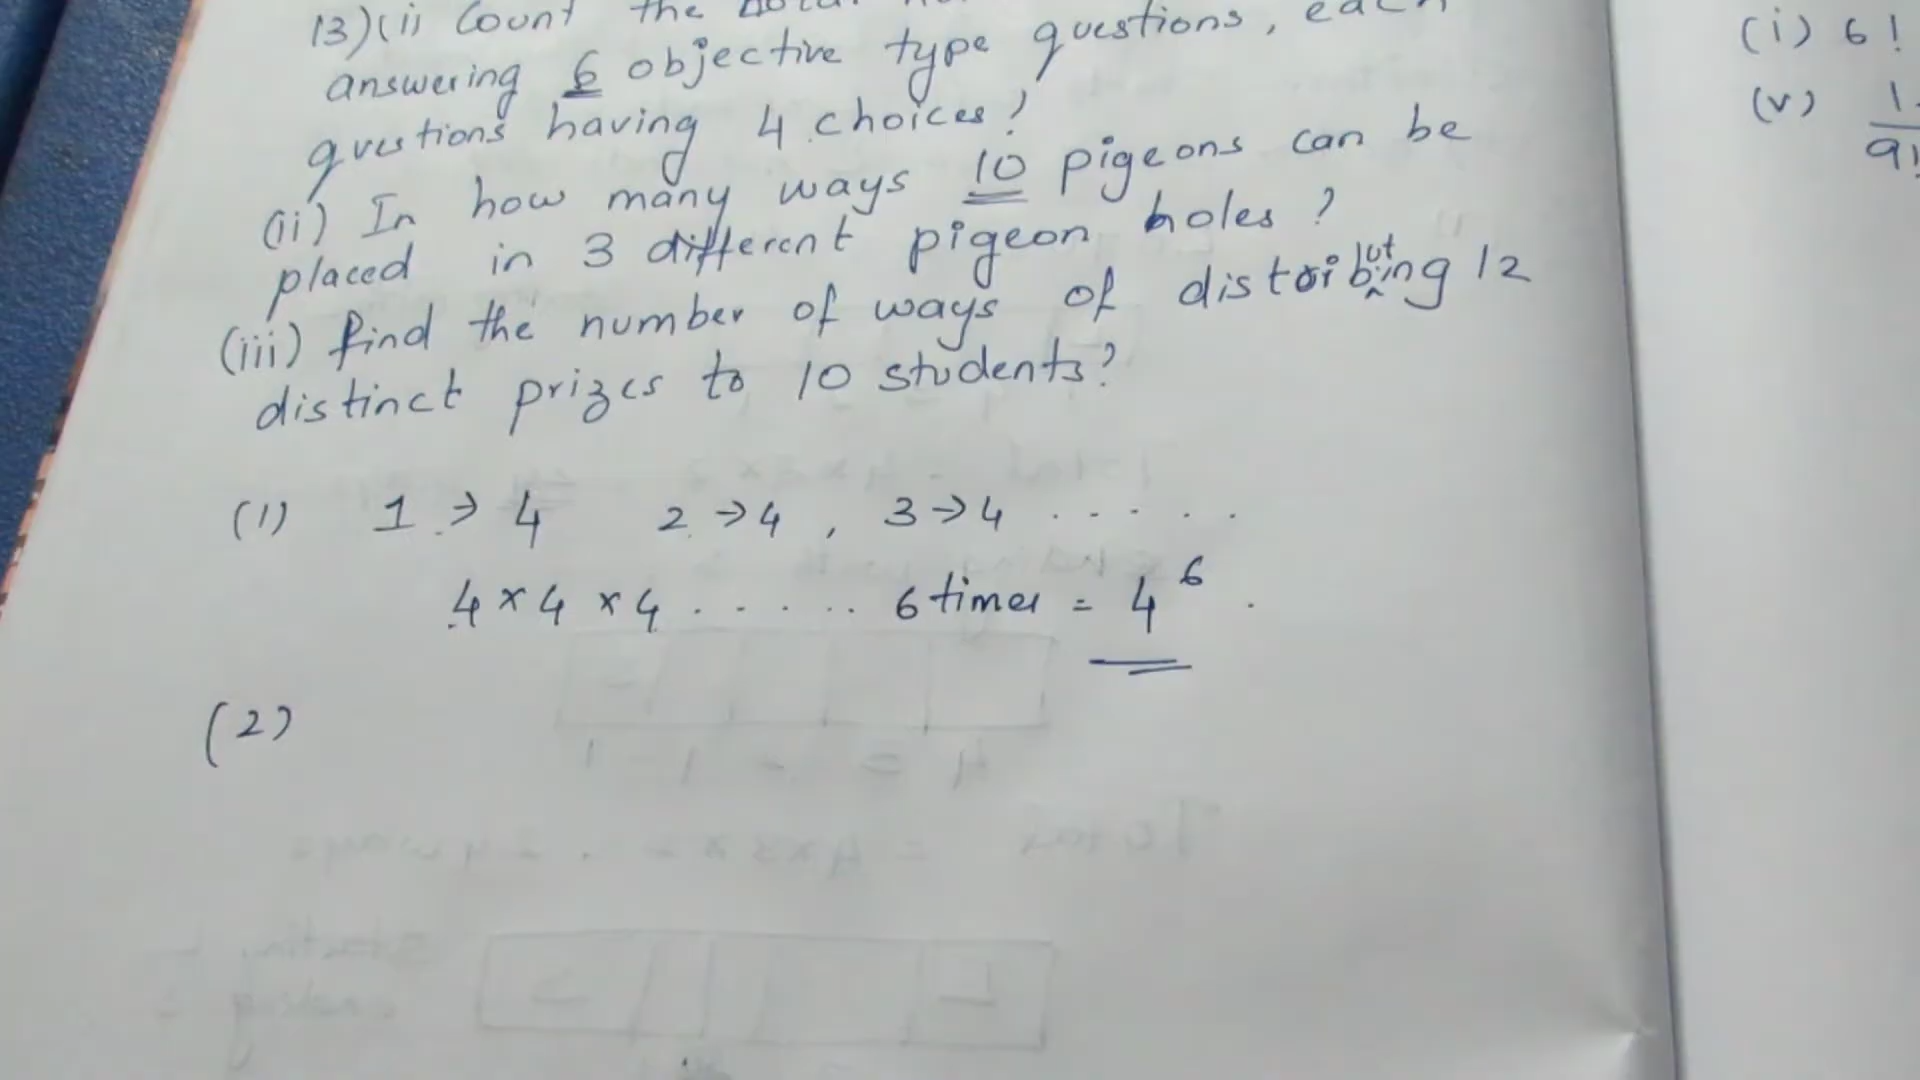 13)(i) Count the
answering 6 objective type questions, each
questions having 4 choices?
(ii) In how many ways 10 pigeons can be
placed in 3 different pigeon holes?
(iii) find the number of ways of distoributing 12
distinct prizes to 10 students?
(1) 1 → 4 2 → 4 , 3 → 4 . . . . .
4 × 4 × 4 . . . . . 6 times = 4^6 .
(2)
(i) 6!
(v) 1
9!